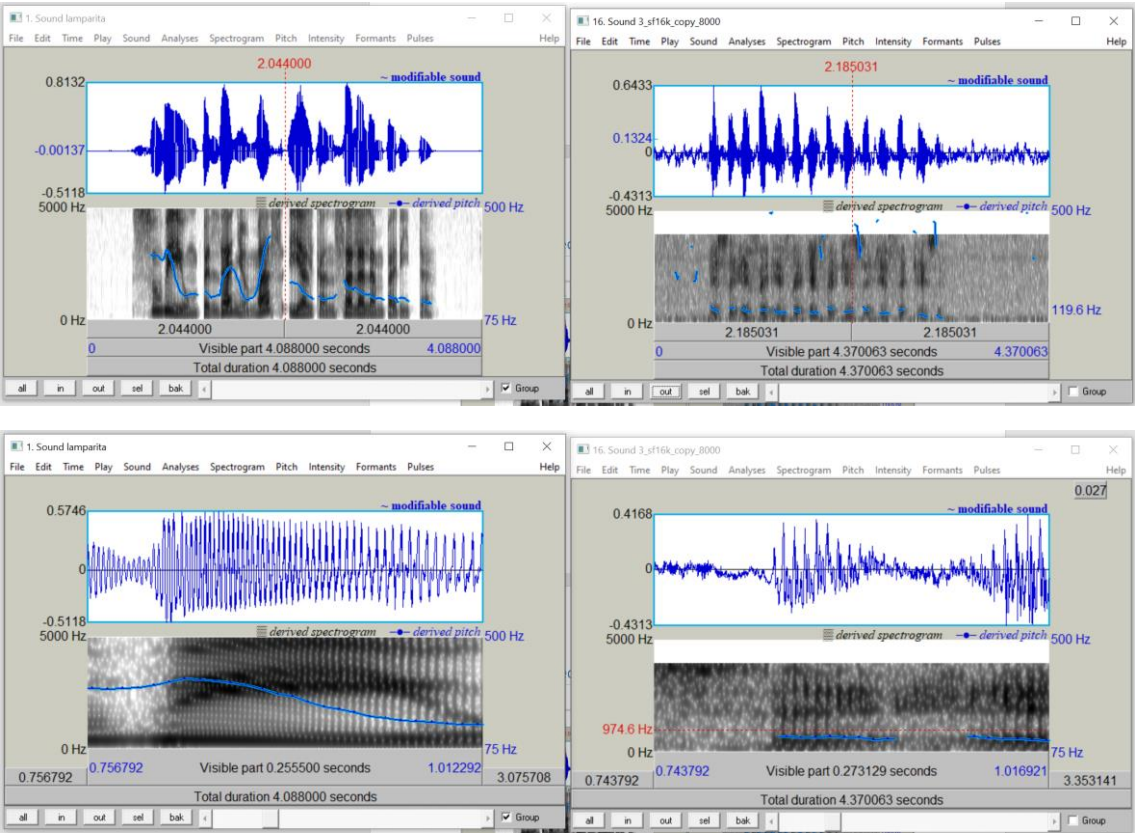 1. Sound lamparita
File Edit Time Play Sound Analyses Spectrogram Pitch Intensity Formants Pulses Help
2.044000
0.8132
~ modifiable sound
-0.00137
-0.5118
derived spectrogram derived pitch
5000 Hz
500 Hz
0 Hz
75 Hz
2.044000 2.044000
0 Visible part 4.088000 seconds 4.088000
Total duration 4.088000 seconds
all in out sel bak Group
16. Sound 3_sf16k_copy_8000
File Edit Time Play Sound Analyses Spectrogram Pitch Intensity Formants Pulses Help
2.185031
0.6433
~ modifiable sound
0.1324
0
-0.4313
derived spectrogram derived pitch
5000 Hz
500 Hz
119.6 Hz
0 Hz
2.185031 2.185031
0 Visible part 4.370063 seconds 4.370063
Total duration 4.370063 seconds
all in out sel bak Group
1. Sound lamparita
File Edit Time Play Sound Analyses Spectrogram Pitch Intensity Formants Pulses Help
0.5746
~ modifiable sound
0
-0.5118
derived spectrogram derived pitch
5000 Hz
500 Hz
0 Hz
75 Hz
0.756792 0.756792 Visible part 0.255500 seconds 1.012292 3.075708
Total duration 4.088000 seconds
all in out sel bak Group
16. Sound 3_sf16k_copy_8000
File Edit Time Play Sound Analyses Spectrogram Pitch Intensity Formants Pulses Help
0.027
0.4168
~ modifiable sound
0
-0.4313
derived spectrogram derived pitch
5000 Hz
500 Hz
974.6 Hz
0 Hz
75 Hz
0.743792 0.743792 Visible part 0.273129 seconds 1.016921 3.353141
Total duration 4.370063 seconds
all in out sel bak Group